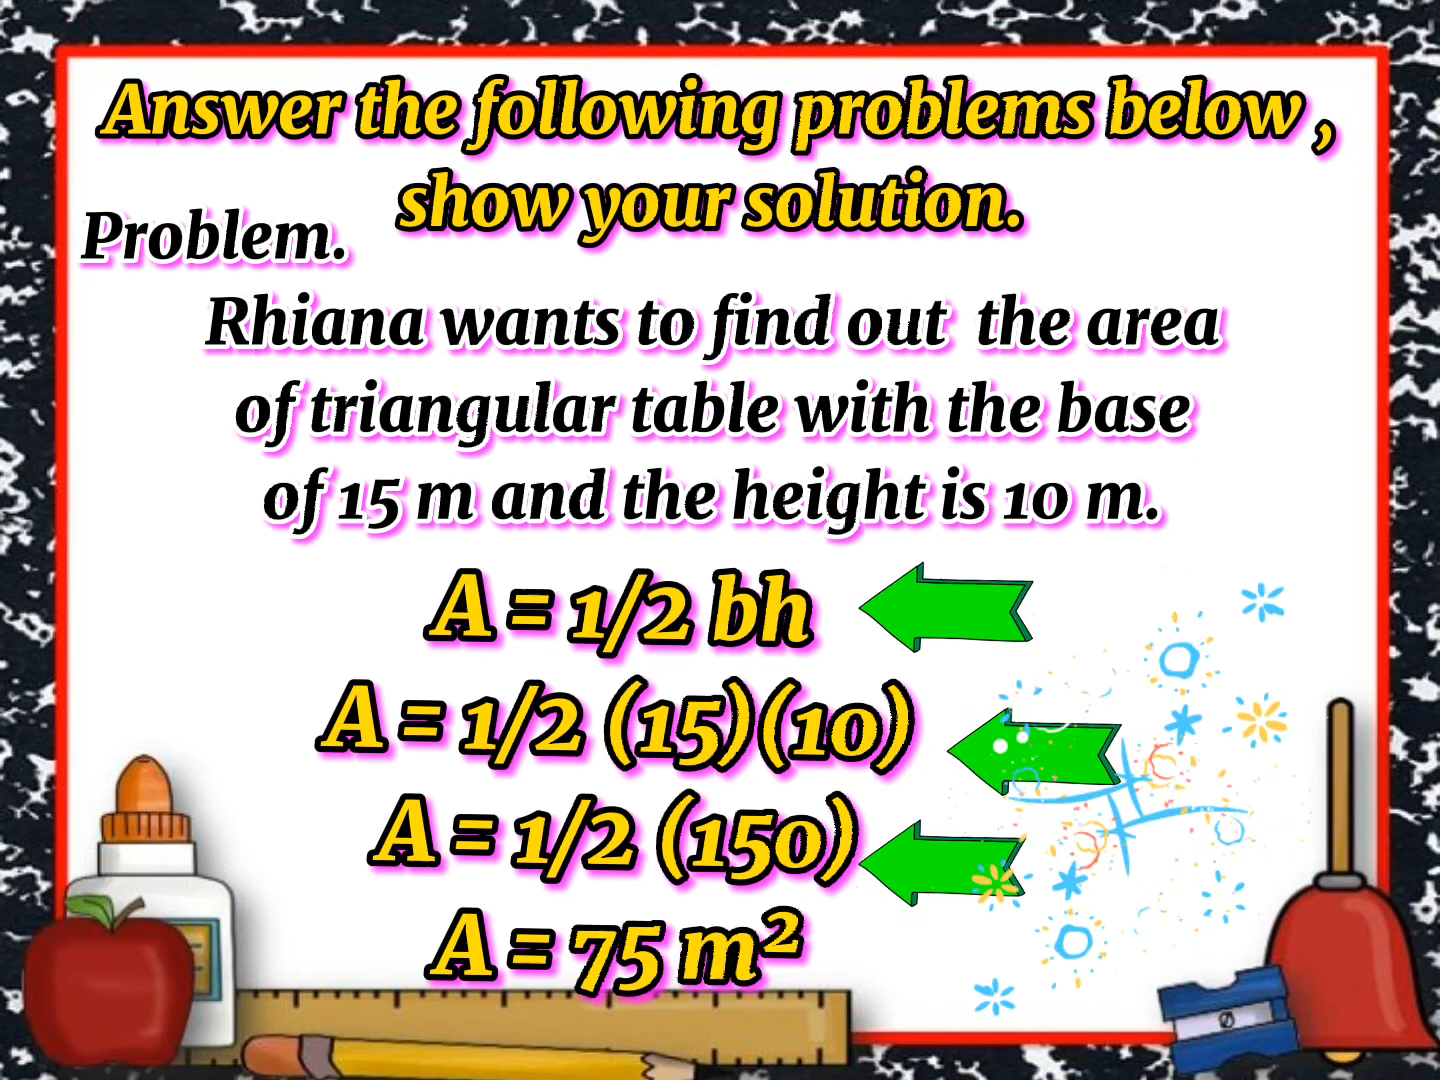 Answer the following problems below ,
show your solution.
Problem.
Rhiana wants to find out the area
of triangular table with the base
of 15 m and the height is 10 m.
A = 1/2 bh
A = 1/2 (15)(10)
A = 1/2 (150)
A = 75 m²